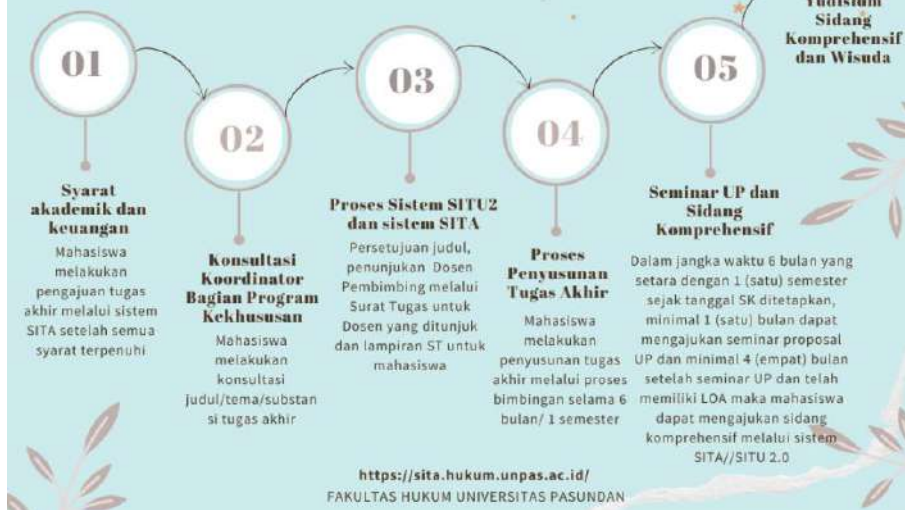 Yudisium
Sidang
Komprehensif
dan Wisuda
01
Syarat
akademik dan
keuangan
Mahasiswa
melakukan
pengajuan tugas
akhir melalui sistem
SITA setelah semua
syarat terpenuhi
02
Konsultasi
Koordinator
Bagian Program
Kekhususan
Mahasiswa
melakukan
konsultasi
judul/tema/substan
si tugas akhir
03
Proses Sistem SITU2
dan sistem SITA
Persetujuan judul,
penunjukan Dosen
Pembimbing melalui
Surat Tugas untuk
Dosen yang ditunjuk
dan lampiran ST untuk
mahasiswa
04
Proses
Penyusunan
Tugas Akhir
Mahasiswa
melakukan
penyusunan tugas
akhir melalui proses
bimbingan selama 6
bulan/ 1 semester
05
Seminar UP dan
Sidang
Komprehensif
Dalam jangka waktu 6 bulan yang
setara dengan 1 (satu) semester
sejak tanggal SK ditetapkan,
minimal 1 (satu) bulan dapat
mengajukan seminar proposal
UP dan minimal 4 (empat) bulan
setelah seminar UP dan telah
memiliki LOA maka mahasiswa
dapat mengajukan sidang
komprehensif melalui sistem
SITA//SITU 2.0
https://sita.hukum.unpas.ac.id/
FAKULTAS HUKUM UNIVERSITAS PASUNDAN